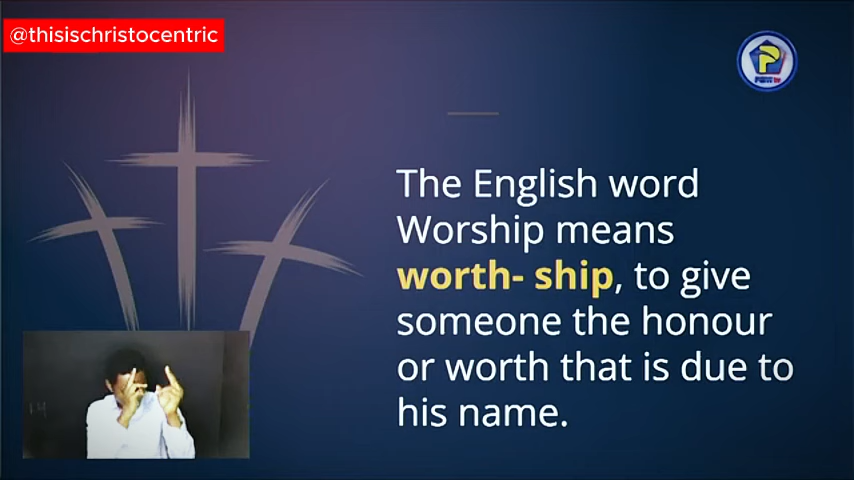 @thisischristocentric
P
The English word
Worship means
worth- ship, to give
someone the honour
or worth that is due to
his name.